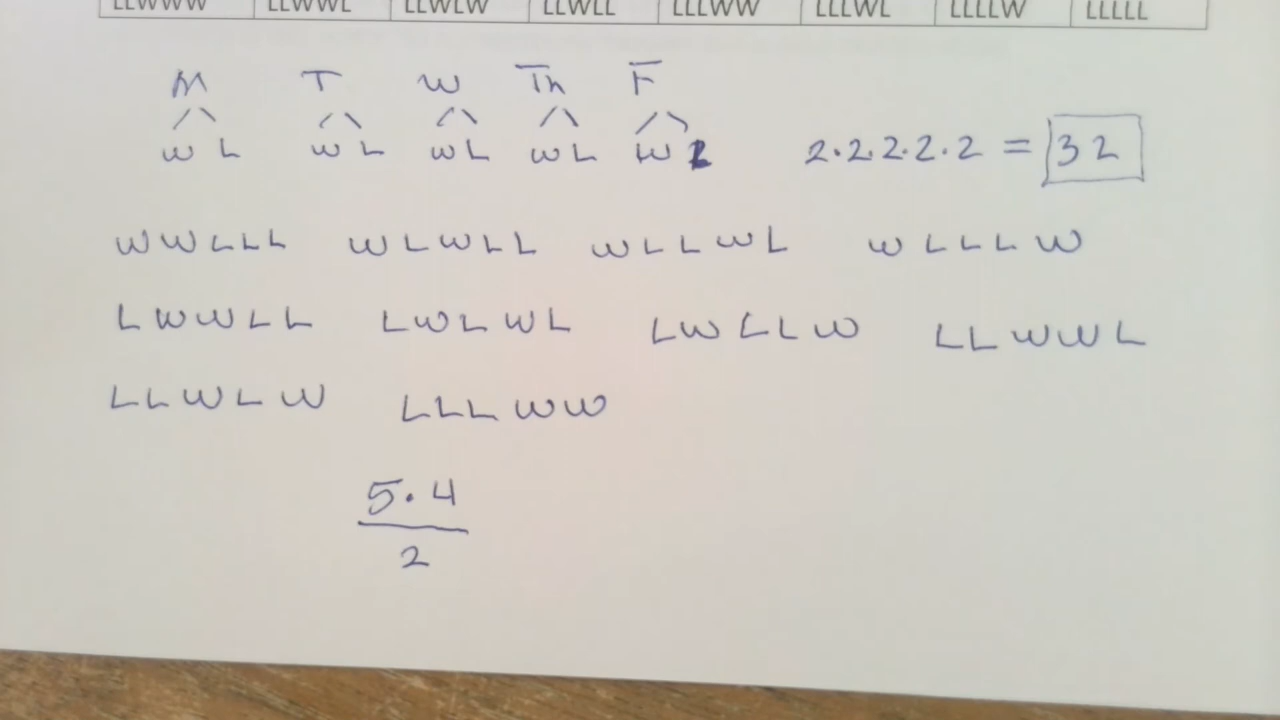 LLWWW LLWWL LLWLW LLWLL LLLWW LLLWL LLLLW LLLLL
M T W Th F
W L W L W L W L W L 2·2·2·2·2 = 32
WWLLL WLWLL WLLWL WLLLW
LWWLL LWLWL LWLLW LLWWL
LLWLW LLLWW
5·4
2